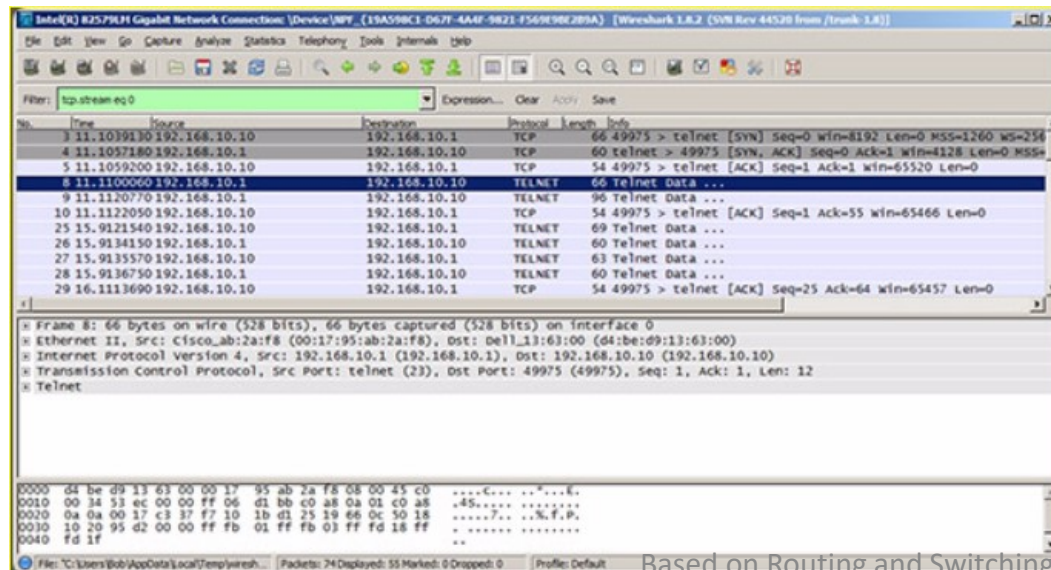 Intel(R) 82579LM Gigabit Network Connection: \Device\NPF_{19A598C1-D67F-4A4F-9821-F569E9BE2B9A} [Wireshark 1.8.2 (SVN Rev 44520 from /trunk-1.8)]
File Edit View Go Capture Analyze Statistics Telephony Tools Internals Help
Filter: tcp.stream eq 0 Expression... Clear Apply Save
No. Time Source Destination Protocol Length Info
3 11.1039130 192.168.10.10 192.168.10.1 TCP 66 49975 > telnet [SYN] Seq=0 Win=8192 Len=0 MSS=1260 WS=256
4 11.1057180 192.168.10.1 192.168.10.10 TCP 60 telnet > 49975 [SYN, ACK] Seq=0 Ack=1 Win=4128 Len=0 MSS=
5 11.1059200 192.168.10.10 192.168.10.1 TCP 54 49975 > telnet [ACK] Seq=1 Ack=1 Win=65520 Len=0
8 11.1100060 192.168.10.1 192.168.10.10 TELNET 66 Telnet Data ...
9 11.1120770 192.168.10.1 192.168.10.10 TELNET 96 Telnet Data ...
10 11.1122050 192.168.10.10 192.168.10.1 TCP 54 49975 > telnet [ACK] Seq=1 Ack=55 Win=65466 Len=0
25 15.9121540 192.168.10.10 192.168.10.1 TELNET 69 Telnet Data ...
26 15.9134150 192.168.10.1 192.168.10.10 TELNET 60 Telnet Data ...
27 15.9135570 192.168.10.10 192.168.10.1 TELNET 63 Telnet Data ...
28 15.9136750 192.168.10.1 192.168.10.10 TELNET 60 Telnet Data ...
29 16.1113690 192.168.10.10 192.168.10.1 TCP 54 49975 > telnet [ACK] Seq=25 Ack=64 Win=65457 Len=0
Frame 8: 66 bytes on wire (528 bits), 66 bytes captured (528 bits) on interface 0
Ethernet II, Src: Cisco_ab:2a:f8 (00:17:95:ab:2a:f8), Dst: Dell_13:63:00 (d4:be:d9:13:63:00)
Internet Protocol Version 4, Src: 192.168.10.1 (192.168.10.1), Dst: 192.168.10.10 (192.168.10.10)
Transmission Control Protocol, Src Port: telnet (23), Dst Port: 49975 (49975), Seq: 1, Ack: 1, Len: 12
Telnet
0000 d4 be d9 13 63 00 00 17 95 ab 2a f8 08 00 45 c0 ....c... ..*...E.
0010 00 34 53 ec 00 00 ff 06 d1 bb c0 a8 0a 01 c0 a8 .4S..... ........
0020 0a 0a 00 17 c3 37 f7 10 1b d1 25 19 66 0c 50 18 .....7.. ..%.f.P.
0030 10 20 95 d2 00 00 ff fb 01 ff fb 03 ff fd 18 ff . ...... ........
0040 fd 1f ..
File: "C:\Users\Bob\AppData\Local\Temp\wiresh... Packets: 74 Displayed: 55 Marked: 0 Dropped: 0 Profile: Default
Based on Routing and Switching